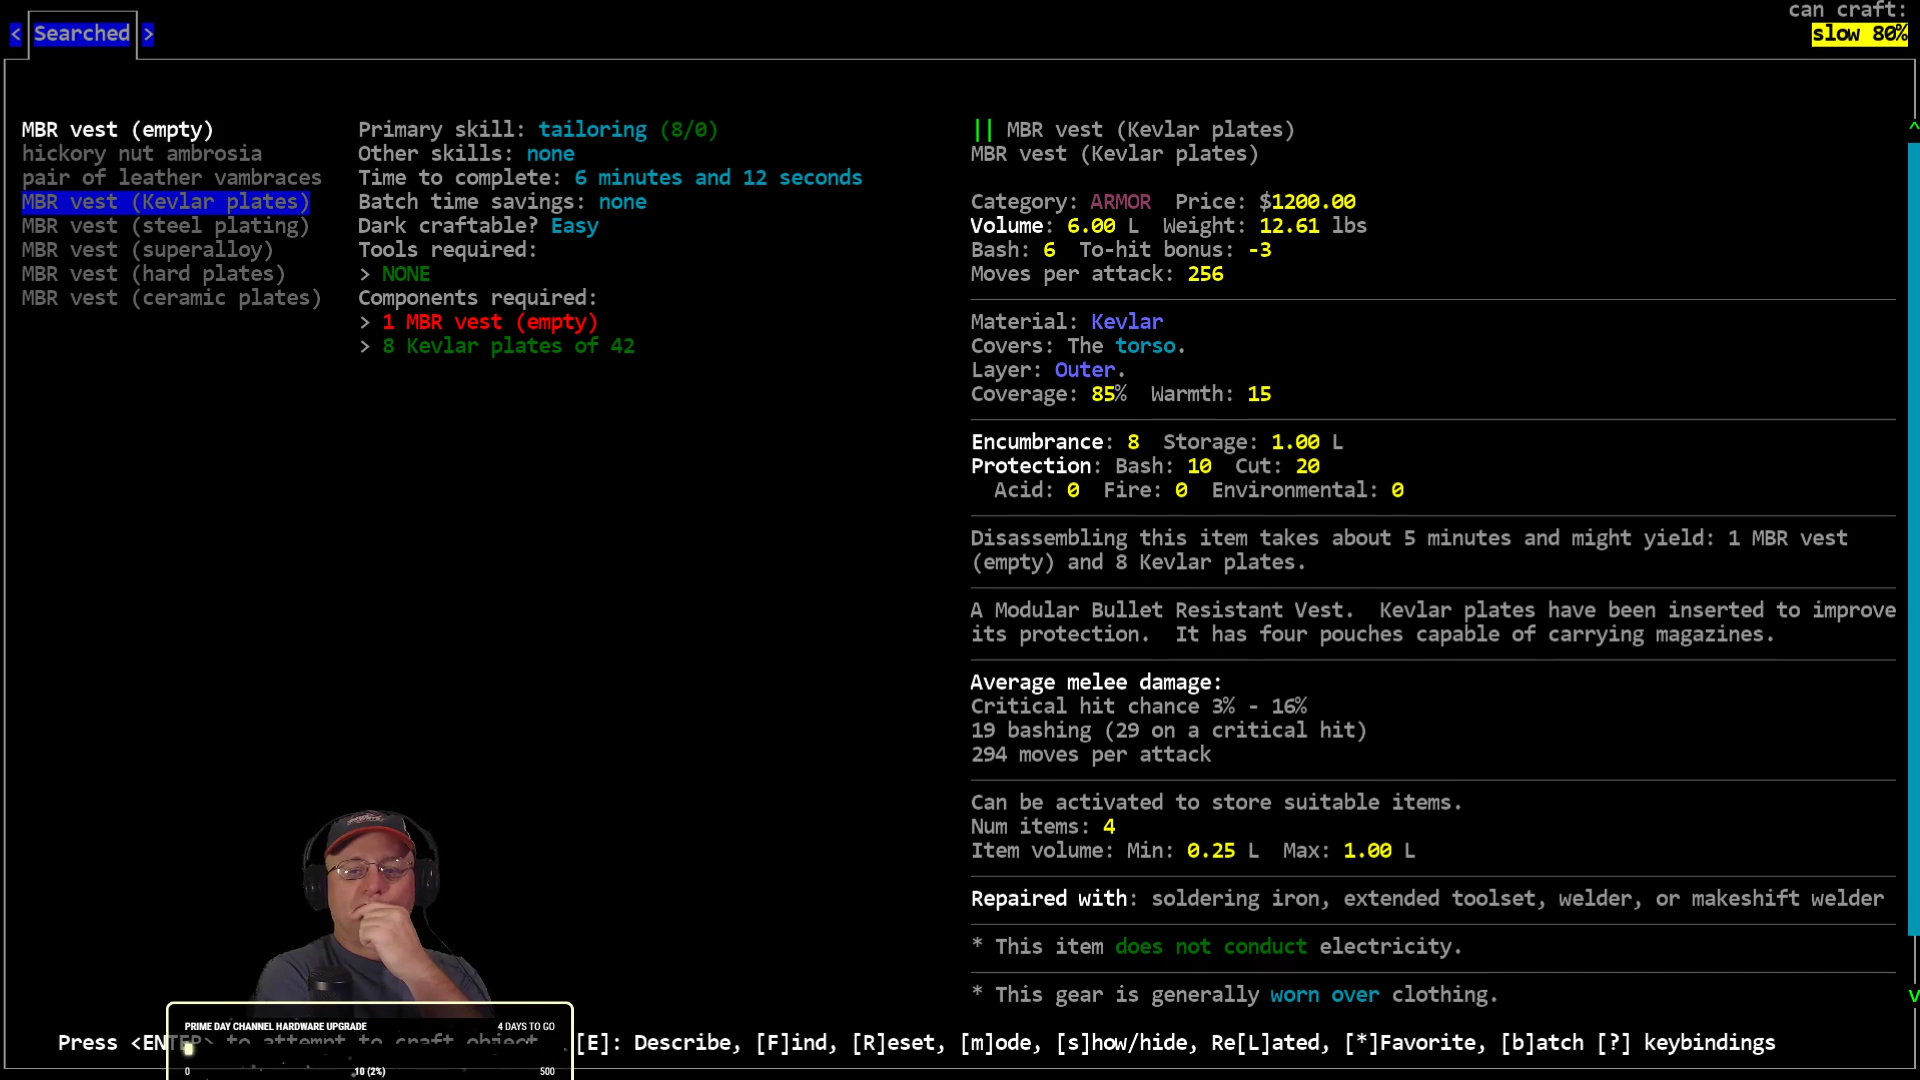 can craft:
< Searched >
slow 80%
MBR vest (empty)
hickory nut ambrosia
pair of leather vambraces
MBR vest (Kevlar plates)
MBR vest (steel plating)
MBR vest (superalloy)
MBR vest (hard plates)
MBR vest (ceramic plates)
Primary skill: tailoring (8/0)
Other skills: none
Time to complete: 6 minutes and 12 seconds
Batch time savings: none
Dark craftable? Easy
Tools required:
> NONE
Components required:
> 1 MBR vest (empty)
> 8 Kevlar plates of 42
|| MBR vest (Kevlar plates)
MBR vest (Kevlar plates)
Category: ARMOR Price: $1200.00
Volume: 6.00 L Weight: 12.61 lbs
Bash: 6 To-hit bonus: -3
Moves per attack: 256
Material: Kevlar
Covers: The torso.
Layer: Outer.
Coverage: 85% Warmth: 15
Encumbrance: 8 Storage: 1.00 L
Protection: Bash: 10 Cut: 20
Acid: 0 Fire: 0 Environmental: 0
Disassembling this item takes about 5 minutes and might yield: 1 MBR vest
(empty) and 8 Kevlar plates.
A Modular Bullet Resistant Vest. Kevlar plates have been inserted to improve
its protection. It has four pouches capable of carrying magazines.
Average melee damage:
Critical hit chance 3% - 16%
19 bashing (29 on a critical hit)
294 moves per attack
Can be activated to store suitable items.
Num items: 4
Item volume: Min: 0.25 L Max: 1.00 L
Repaired with: soldering iron, extended toolset, welder, or makeshift welder
* This item does not conduct electricity.
* This gear is generally worn over clothing.
PRIME DAY CHANNEL HARDWARE UPGRADE 4 DAYS TO GO
Press <ENTER> to attempt to craft object. [E]: Describe, [F]ind, [R]eset, [m]ode, [s]how/hide, Re[L]ated, [*]Favorite, [b]atch [?] keybindings
0 10 (2%) 500